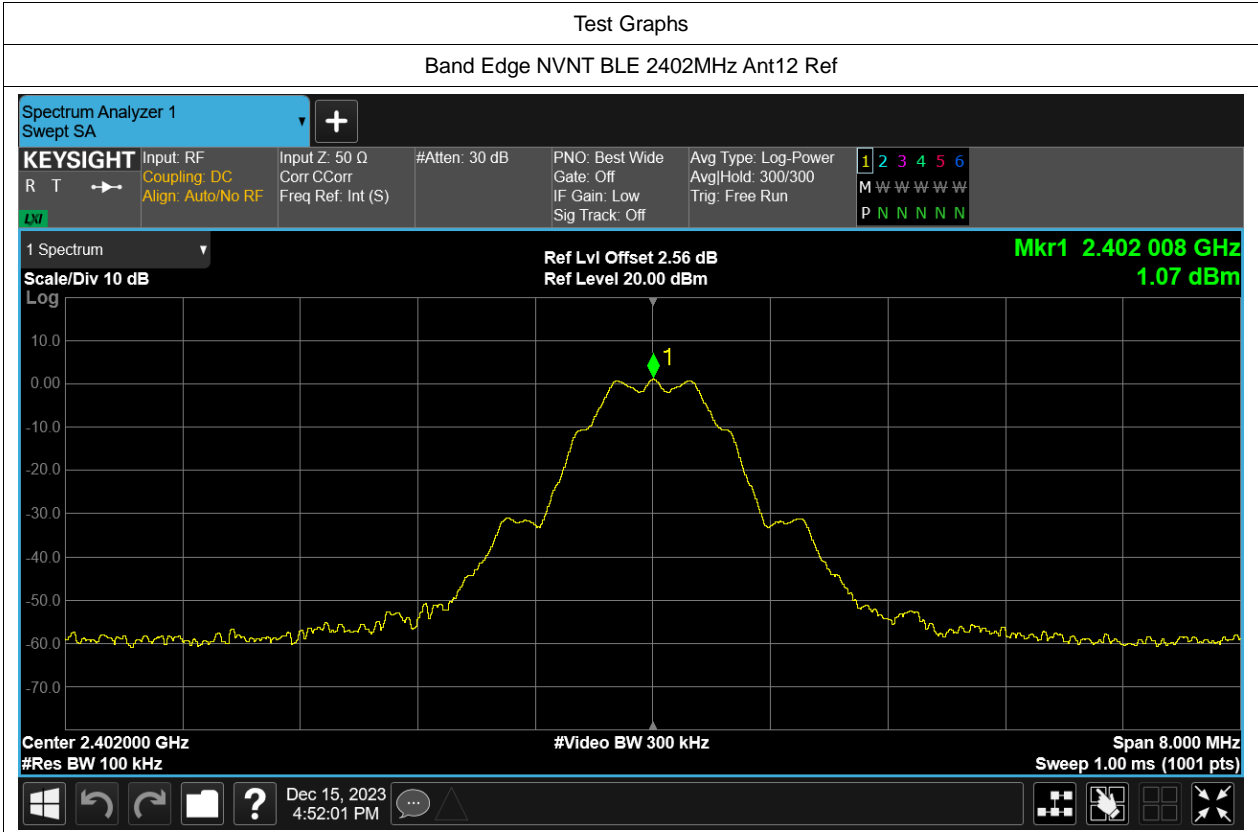 Test Graphs
Band Edge NVNT BLE 2402MHz Ant12 Ref
Spectrum Analyzer 1
Swept SA
+
KEYSIGHT
R T
LXI
Input: RF
Coupling: DC
Align: Auto/No RF
Input Z: 50 Ω
Corr CCorr
Freq Ref: Int (S)
#Atten: 30 dB
PNO: Best Wide
Gate: Off
IF Gain: Low
Sig Track: Off
Avg Type: Log-Power
Avg|Hold: 300/300
Trig: Free Run
1 2 3 4 5 6
M W W W W W
P N N N N N
1 Spectrum
Scale/Div 10 dB
Log
Ref Lvl Offset 2.56 dB
Ref Level 20.00 dBm
Mkr1 2.402 008 GHz
1.07 dBm
1
10.0
0.00
-10.0
-20.0
-30.0
-40.0
-50.0
-60.0
-70.0
Center 2.402000 GHz
#Res BW 100 kHz
#Video BW 300 kHz
Span 8.000 MHz
Sweep 1.00 ms (1001 pts)
?
Dec 15, 2023
4:52:01 PM